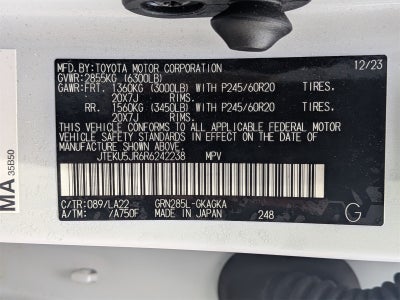 MFD. BY:TOYOTA MOTOR CORPORATION 12/23
GVWR: 2855KG (6300LB)
GAWR:FRT. 1360KG (3000LB) WITH P245/60R20 TIRES.
20X7J RIMS.
RR. 1560KG (3450LB) WITH P245/60R20 TIRES.
20X7J RIMS.
THIS VEHICLE CONFORMS TO ALL APPLICABLE FEDERAL MOTOR
VEHICLE SAFETY STANDARDS IN EFFECT ON THE DATE OF
MANUFACTURE SHOWN ABOVE.
JTEKU5JR6R6242238 MPV
C/TR: 089/LA22 GRN285L-GKAGKA
A/TM: /A750F MADE IN JAPAN 248 G
MA
35B50